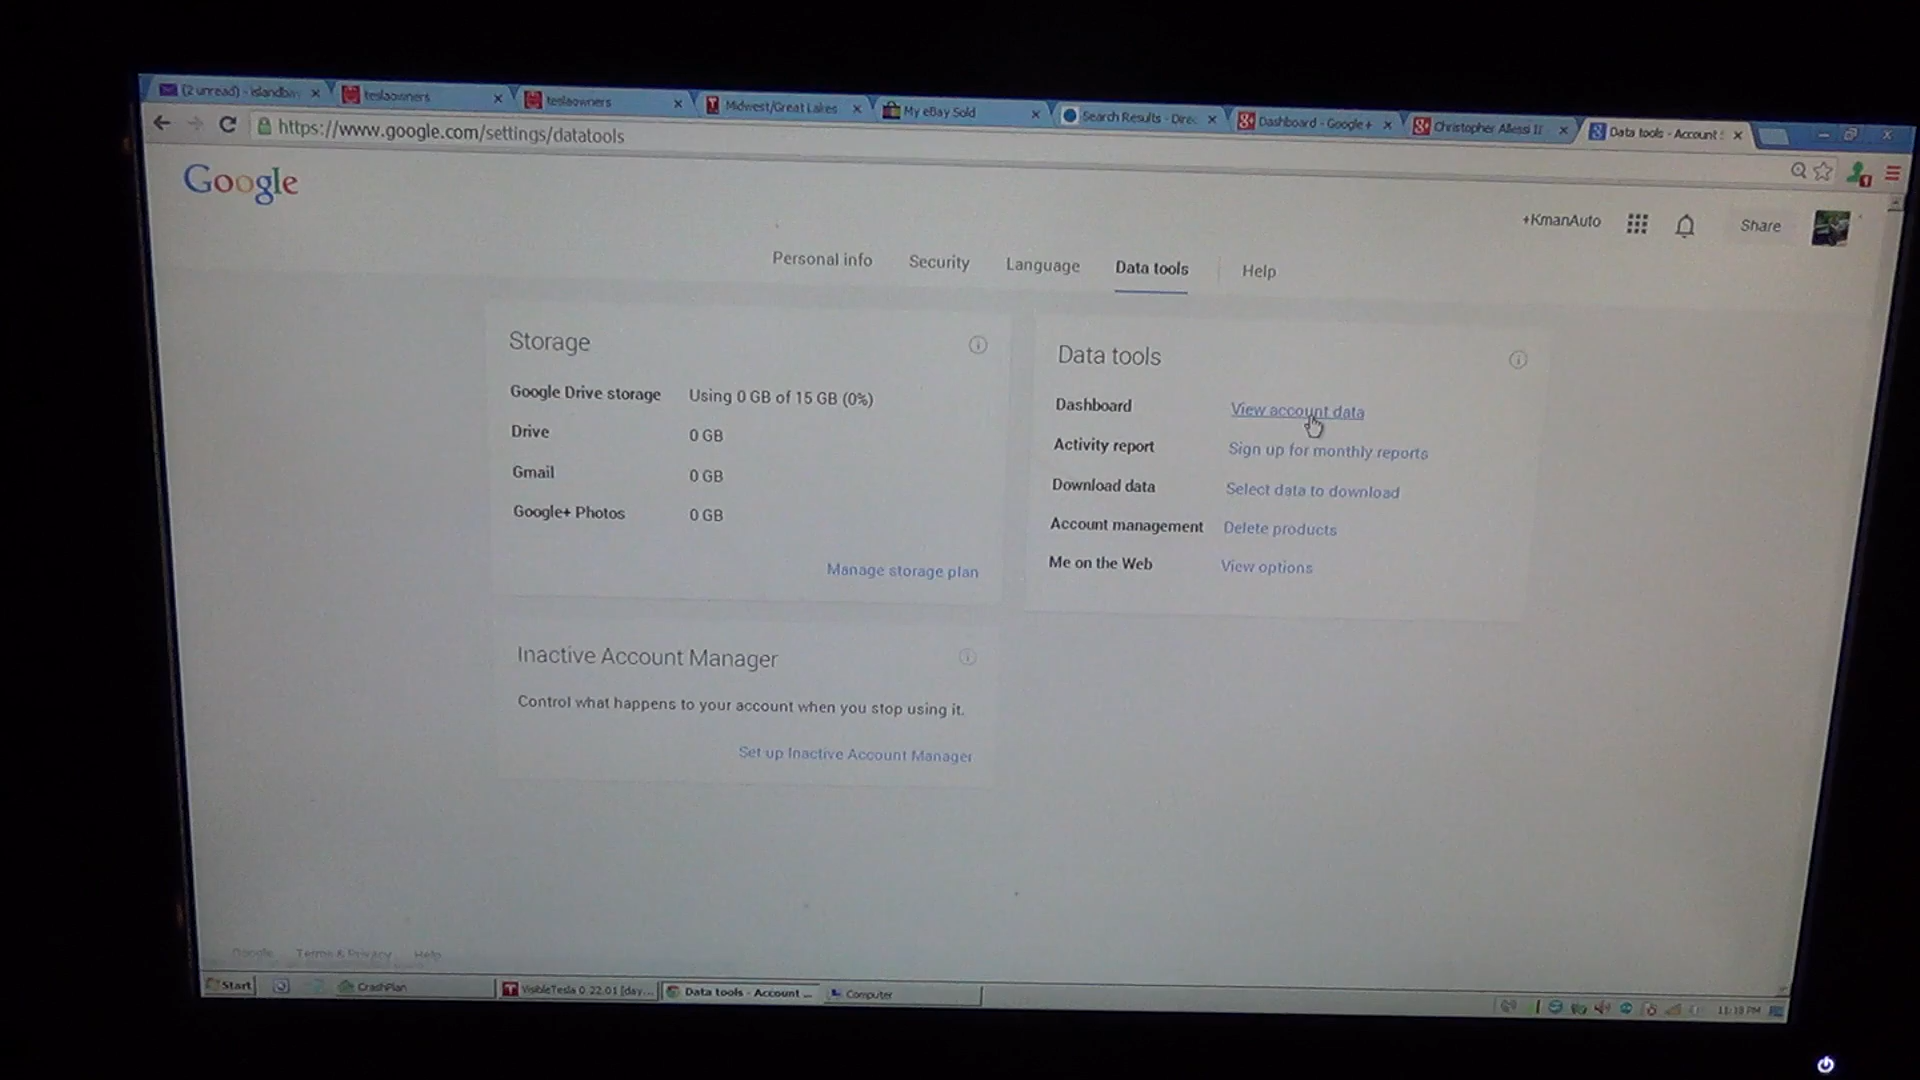 (2 unread) - islandba
teslaowners
teslaowners
Midwest/Great Lakes
My eBay Sold
Search Results - Direc
Dashboard - Google+
Christopher Allessi II
Data tools - Account S
https://www.google.com/settings/datatools
Google
+KmanAuto
Share
Personal info
Security
Language
Data tools
Help
Storage
Google Drive storage Using 0 GB of 15 GB (0%)
Drive 0 GB
Gmail 0 GB
Google+ Photos 0 GB
Manage storage plan
Data tools
Dashboard View account data
Activity report Sign up for monthly reports
Download data Select data to download
Account management Delete products
Me on the Web View options
Inactive Account Manager
Control what happens to your account when you stop using it.
Set up Inactive Account Manager
Google Terms & Privacy Help
Start
CrashPlan
VisibleTesla 0.22.01 [day...
Data tools - Account ...
Computer